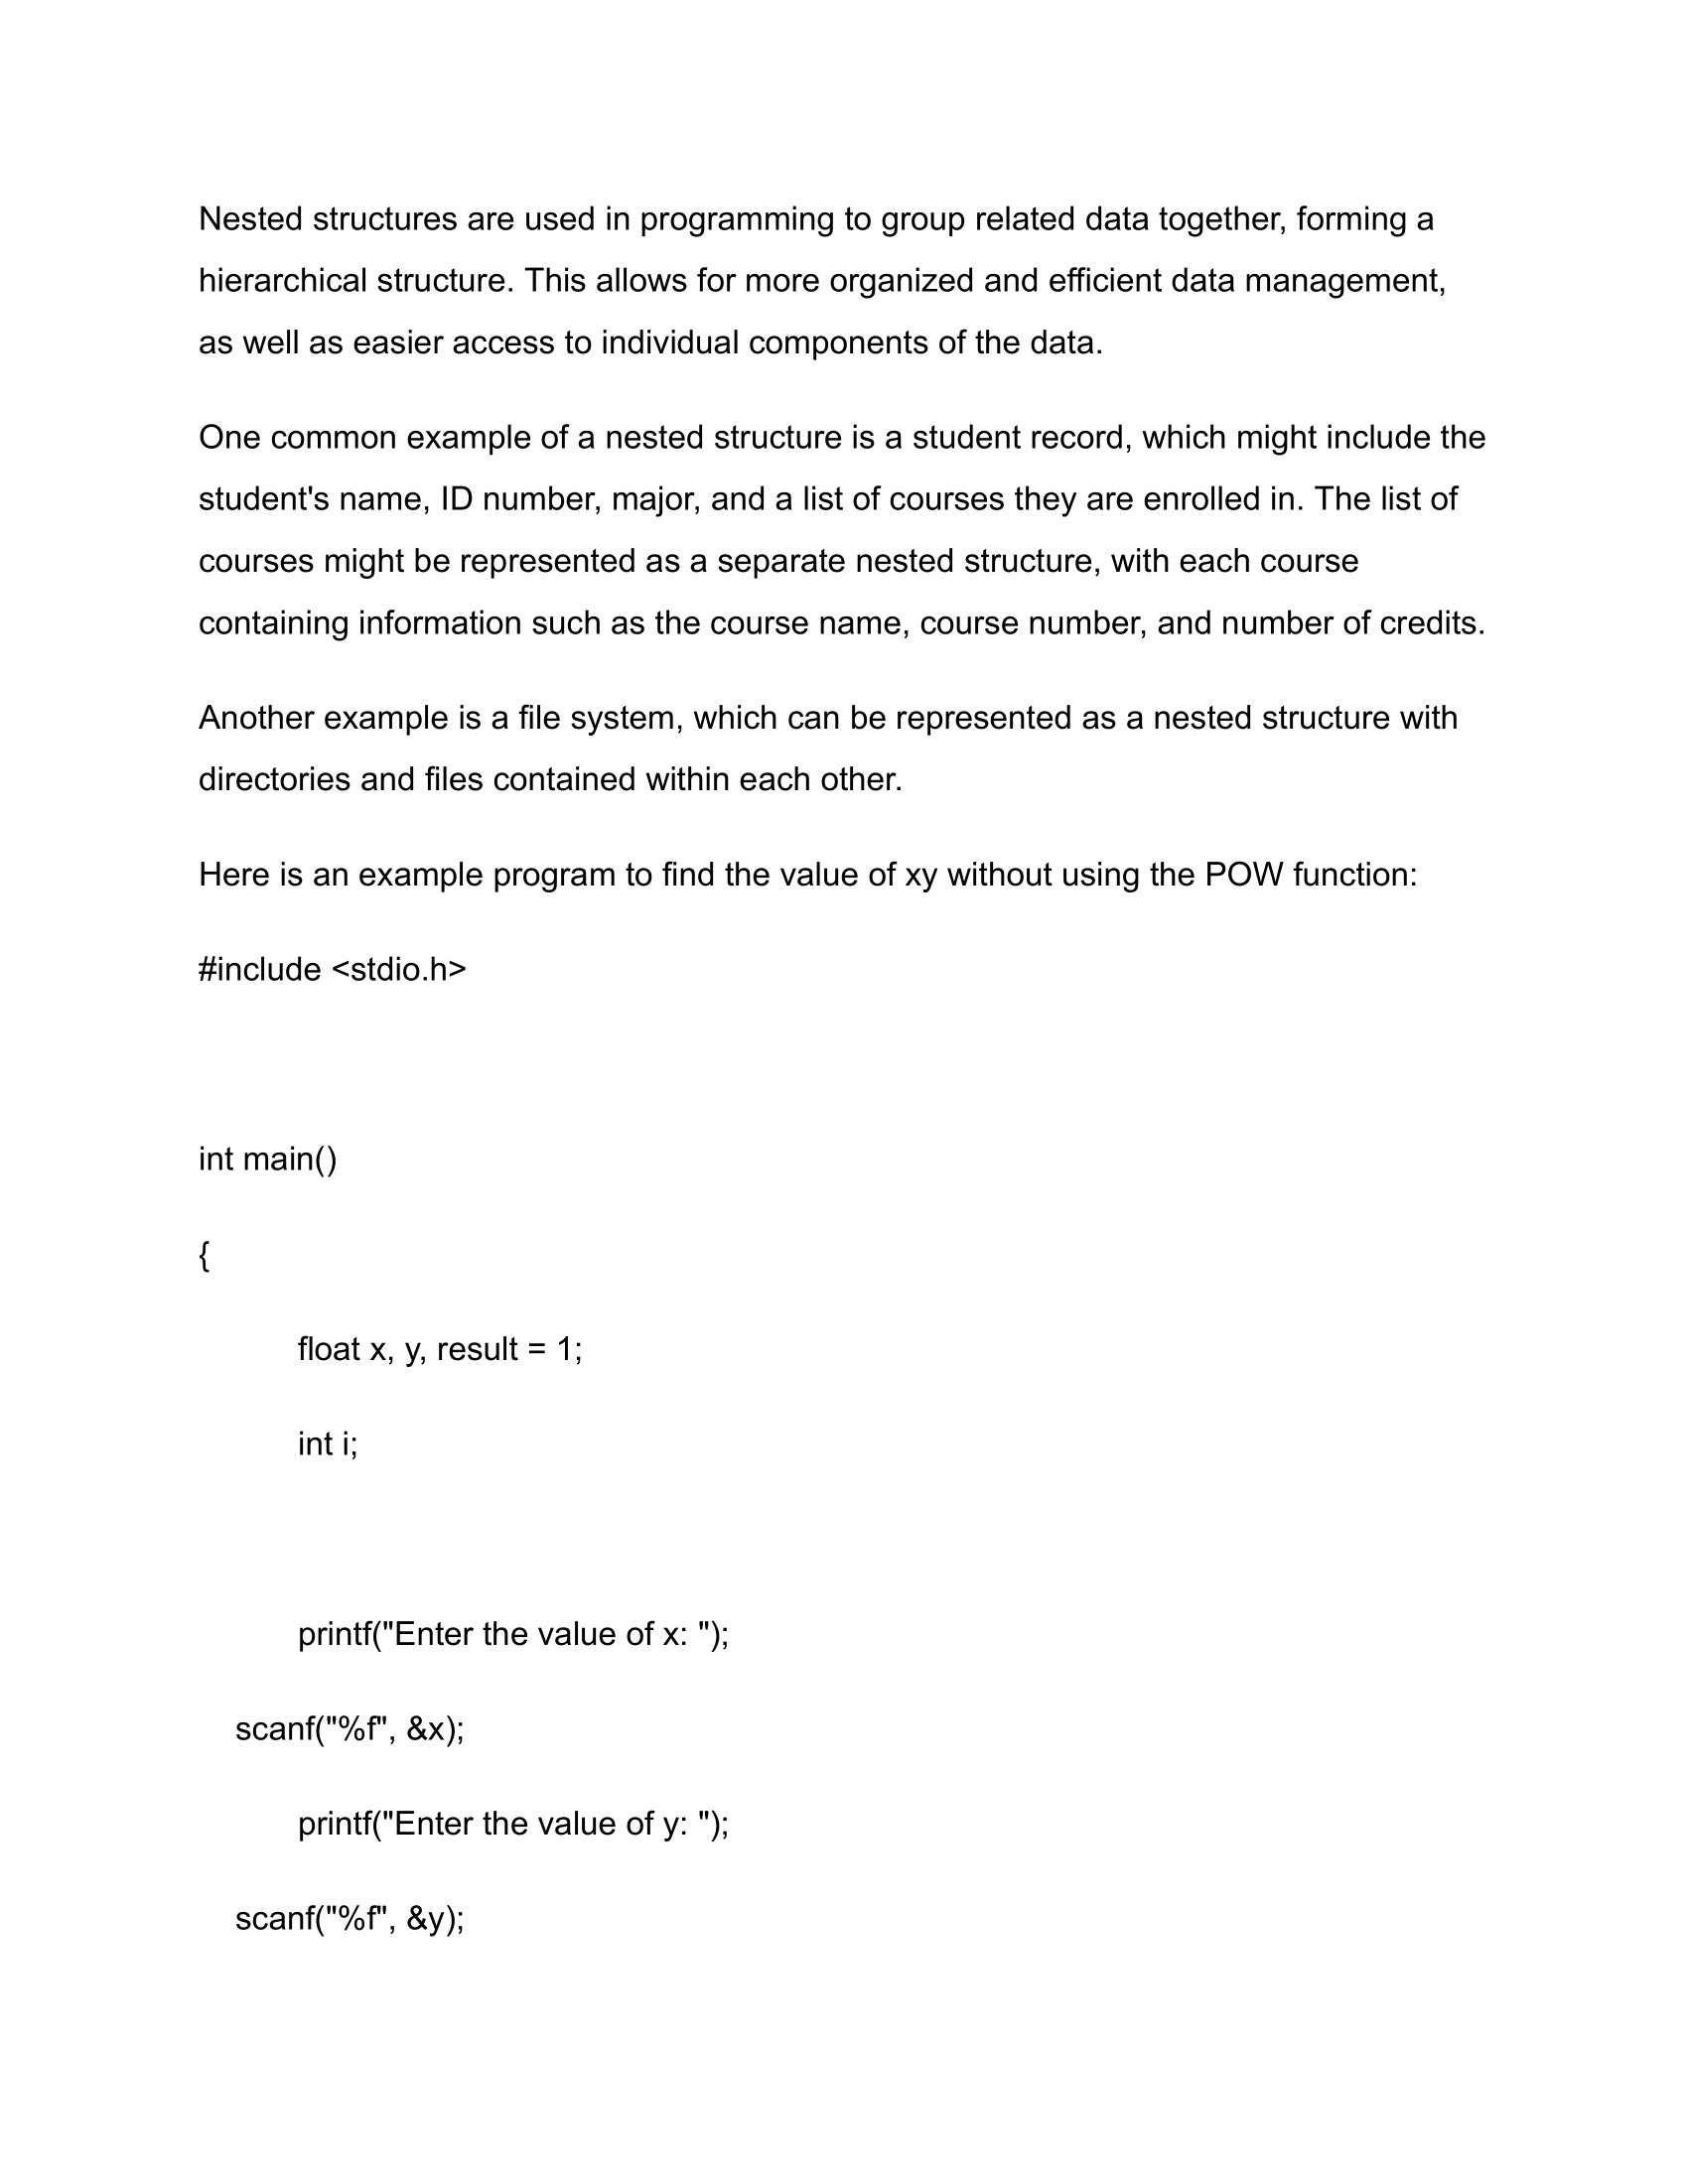 Nested structures are used in programming to group related data together, forming a
hierarchical structure. This allows for more organized and efficient data management,
as well as easier access to individual components of the data.
One common example of a nested structure is a student record, which might include the
student's name, ID number, major, and a list of courses they are enrolled in. The list of
courses might be represented as a separate nested structure, with each course
containing information such as the course name, course number, and number of credits.
Another example is a file system, which can be represented as a nested structure with
directories and files contained within each other.
Here is an example program to find the value of xy without using the POW function:
#include <stdio.h>
int main()
{
float x, y, result = 1;
int i;
printf("Enter the value of x: ");
scanf("%f", &x);
printf("Enter the value of y: ");
scanf("%f", &y);